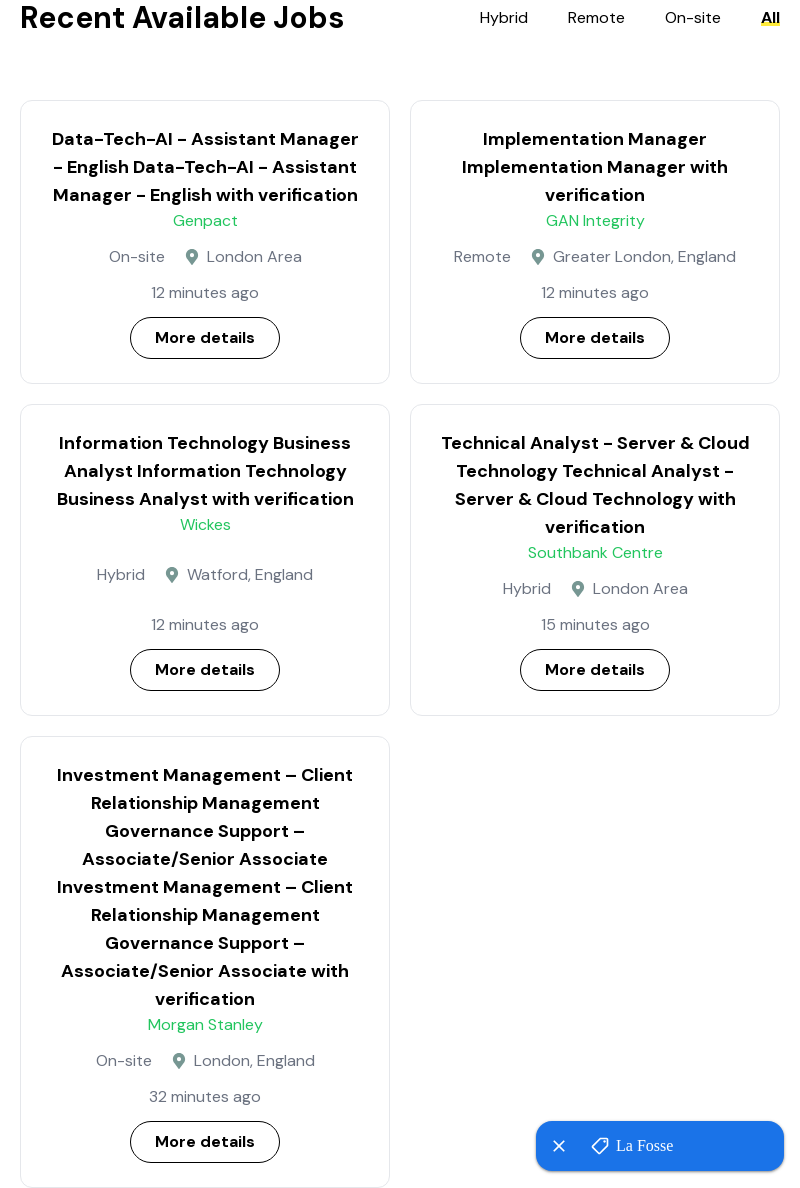 Recent Available Jobs
Hybrid Remote On-site All
Data-Tech-AI - Assistant Manager
- English Data-Tech-AI - Assistant
Manager - English with verification
Genpact
On-site London Area
12 minutes ago
More details
Implementation Manager
Implementation Manager with
verification
GAN Integrity
Remote Greater London, England
12 minutes ago
More details
Information Technology Business
Analyst Information Technology
Business Analyst with verification
Wickes
Hybrid Watford, England
12 minutes ago
More details
Technical Analyst - Server & Cloud
Technology Technical Analyst -
Server & Cloud Technology with
verification
Southbank Centre
Hybrid London Area
15 minutes ago
More details
Investment Management – Client
Relationship Management
Governance Support –
Associate/Senior Associate
Investment Management – Client
Relationship Management
Governance Support –
Associate/Senior Associate with
verification
Morgan Stanley
On-site London, England
32 minutes ago
More details
La Fosse